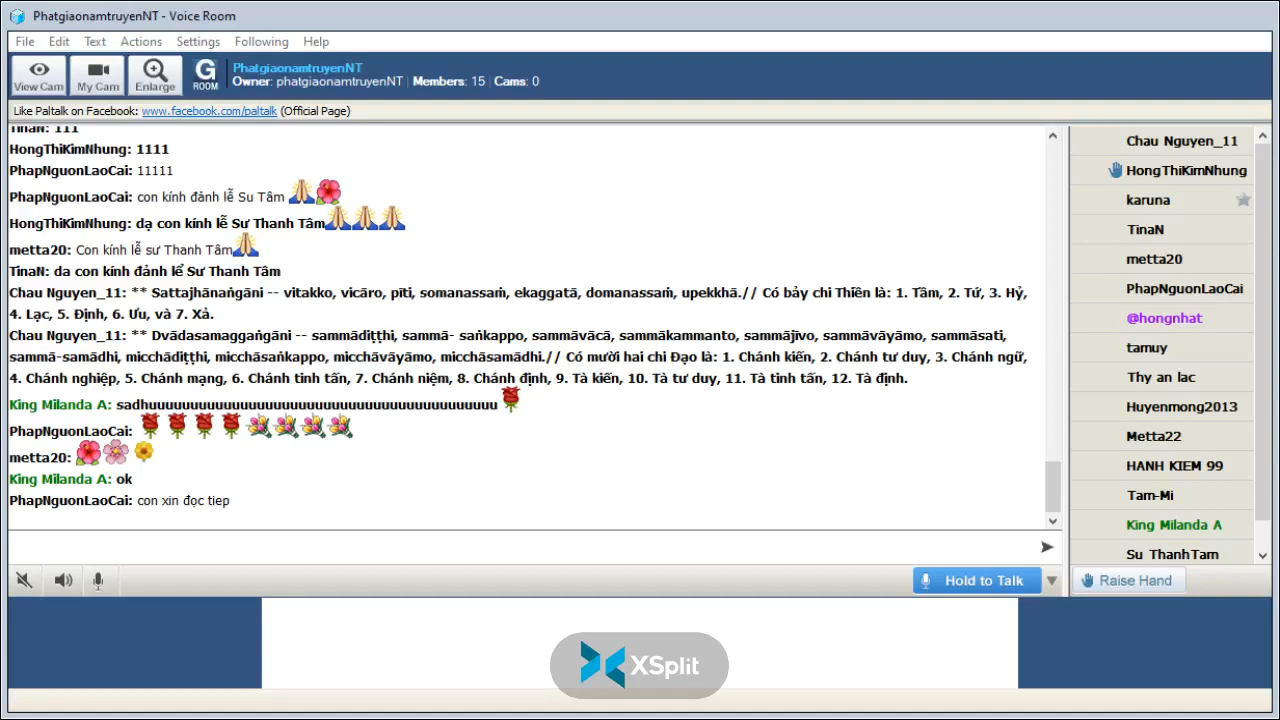 PhatgiaonamtruyenNT - Voice Room
File Edit Text Actions Settings Following Help
View Cam My Cam Enlarge G ROOM PhatgiaonamtruyenNT
Owner: phatgiaonamtruyenNT | Members: 15 | Cams: 0
Like Paltalk on Facebook: www.facebook.com/paltalk (Official Page)
TinaN: 111
HongThiKimNhung: 1111
PhapNguonLaoCai: 11111
PhapNguonLaoCai: con kính đảnh lễ Su Tâm
HongThiKimNhung: dạ con kính lễ Sư Thanh Tâm
metta20: Con kính lễ sư Thanh Tâm
TinaN: da con kính đảnh lể Sư Thanh Tâm
Chau Nguyen_11: ** Sattajhānaṅgāni -- vitakko, vicāro, pīti, somanassaṁ, ekaggatā, domanassaṁ, upekkhā.// Có bảy chi Thiền là: 1. Tâm, 2. Tứ, 3. Hỷ,
4. Lạc, 5. Định, 6. Ưu, và 7. Xả.
Chau Nguyen_11: ** Dvādasamaggaṅgāni -- sammādiṭṭhi, sammā- saṅkappo, sammāvācā, sammākammanto, sammājīvo, sammāvāyāmo, sammāsati,
sammā-samādhi, micchādiṭṭhi, micchāsaṅkappo, micchāvāyāmo, micchāsamādhi.// Có mười hai chi Đạo là: 1. Chánh kiến, 2. Chánh tư duy, 3. Chánh ngữ,
4. Chánh nghiệp, 5. Chánh mạng, 6. Chánh tinh tấn, 7. Chánh niệm, 8. Chánh định, 9. Tà kiến, 10. Tà tư duy, 11. Tà tinh tấn, 12. Tà định.
King Milanda A: sadhuuuuuuuuuuuuuuuuuuuuuuuuuuuuuuuuuuuuuuuuuu
PhapNguonLaoCai:
metta20:
King Milanda A: ok
PhapNguonLaoCai: con xin đọc tiep
Chau Nguyen_11
HongThiKimNhung
karuna
TinaN
metta20
PhapNguonLaoCai
@hongnhat
tamuy
Thy an lac
Huyenmong2013
Metta22
HANH KIEM 99
Tam-Mi
King Milanda A
Su ThanhTam
Hold to Talk
Raise Hand
XSplit